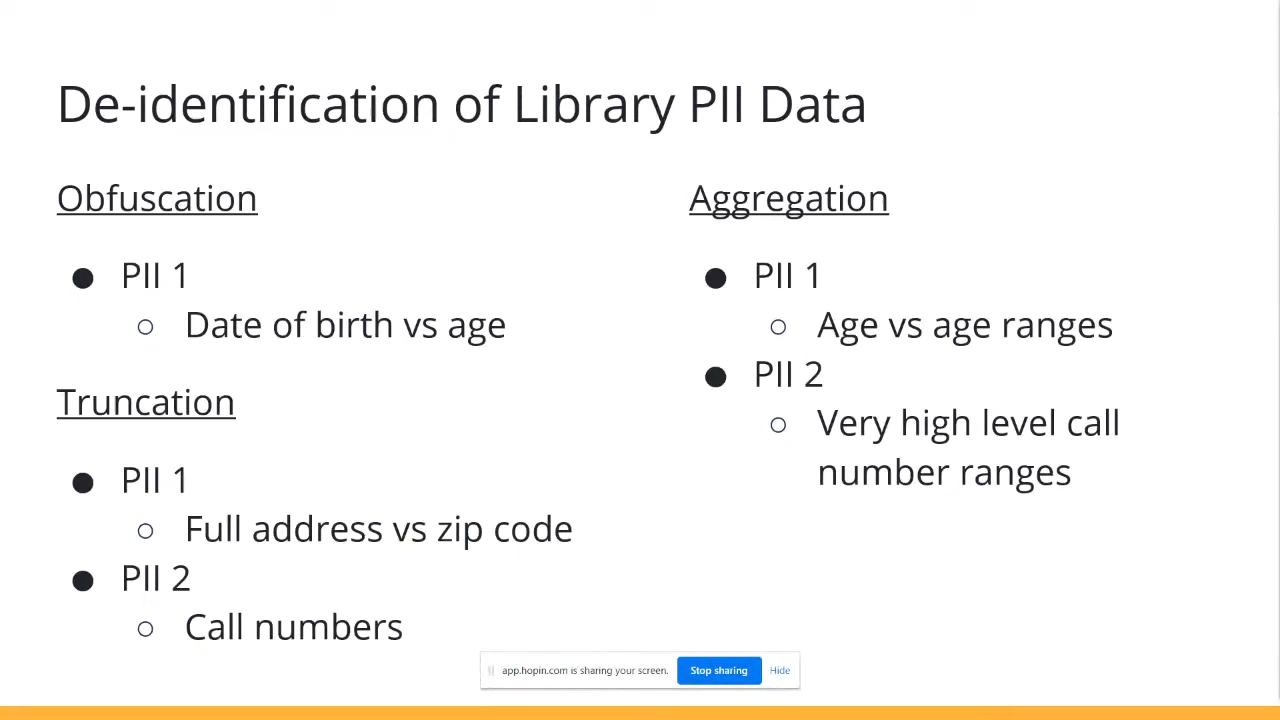 De-identification of Library PII Data
Obfuscation
● PII 1
○ Date of birth vs age
Truncation
● PII 1
○ Full address vs zip code
● PII 2
○ Call numbers
Aggregation
● PII 1
○ Age vs age ranges
● PII 2
○ Very high level call
number ranges
app.hopin.com is sharing your screen. Stop sharing Hide